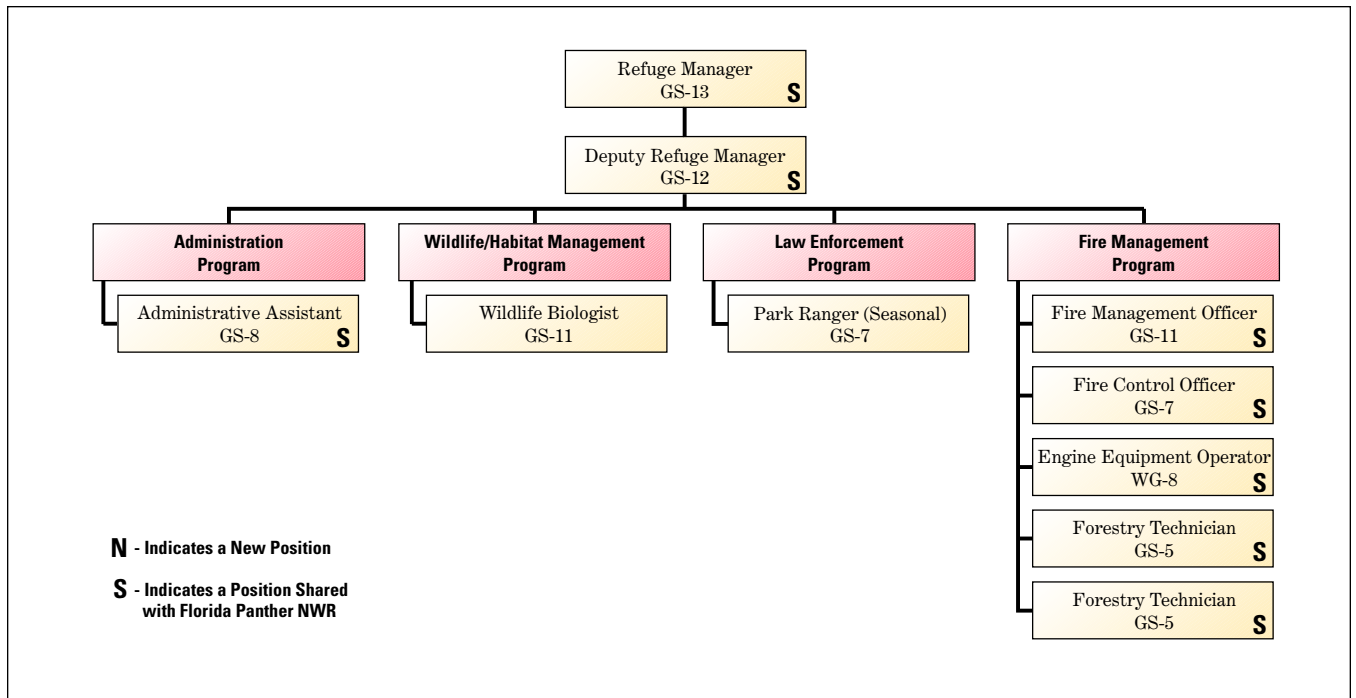 Refuge Manager
GS-13
S
Deputy Refuge Manager
GS-12
S
Administration
Program
Administrative Assistant
GS-8
S
Wildlife/Habitat Management
Program
Wildlife Biologist
GS-11
Law Enforcement
Program
Park Ranger (Seasonal)
GS-7
Fire Management
Program
Fire Management Officer
GS-11
S
Fire Control Officer
GS-7
S
Engine Equipment Operator
WG-8
S
Forestry Technician
GS-5
S
Forestry Technician
GS-5
S
N - Indicates a New Position
S - Indicates a Position Shared
with Florida Panther NWR